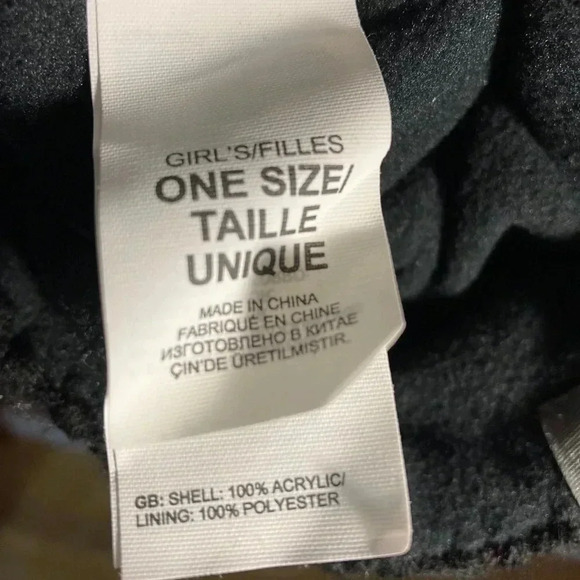 GIRL'S/FILLES
ONE SIZE/
TAILLE
UNIQUE
MADE IN CHINA
FABRIQUÉ EN CHINE
ИЗГОТОВЛЕНО В КИТАЕ
ÇIN'DE ÜRETILMIŞTIR.
GB: SHELL: 100% ACRYLIC/
LINING: 100% POLYESTER